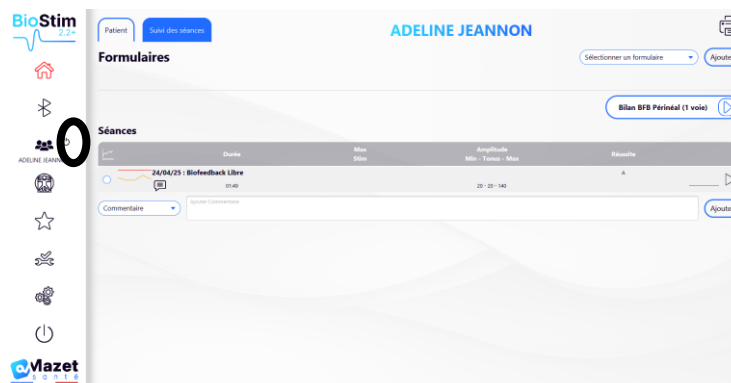 BioStim
2.2+
Patient
Suivi des séances
ADELINE JEANNON
Formulaires
Sélectionner un formulaire
Ajoute
Bilan BFB Périnéal (1 voie)
Séances
Durée
Max
Stim
Amplitude
Min - Tonus - Max
Réussite
ADELINE JEANN
24/04/25 : Biofeedback Libre
01:49
20 - 20 - 140
Commentaire
Ajouter Commentaire
Ajoute
Mazet
santé